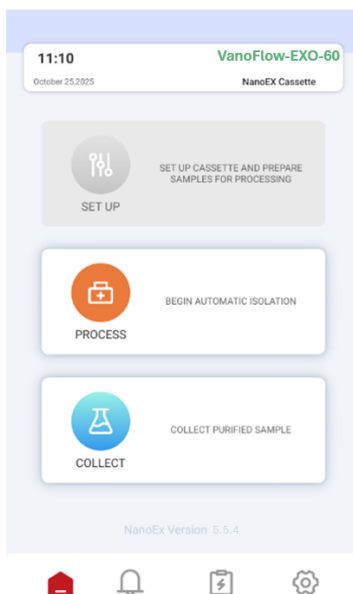 11:10
VanoFlow-EXO-60
October 25,2025
NanoEX Cassette
SET UP CASSETTE AND PREPARE
SAMPLES FOR PROCESSING
SET UP
BEGIN AUTOMATIC ISOLATION
PROCESS
COLLECT PURIFIED SAMPLE
COLLECT
NanoEx Version 5.5.4